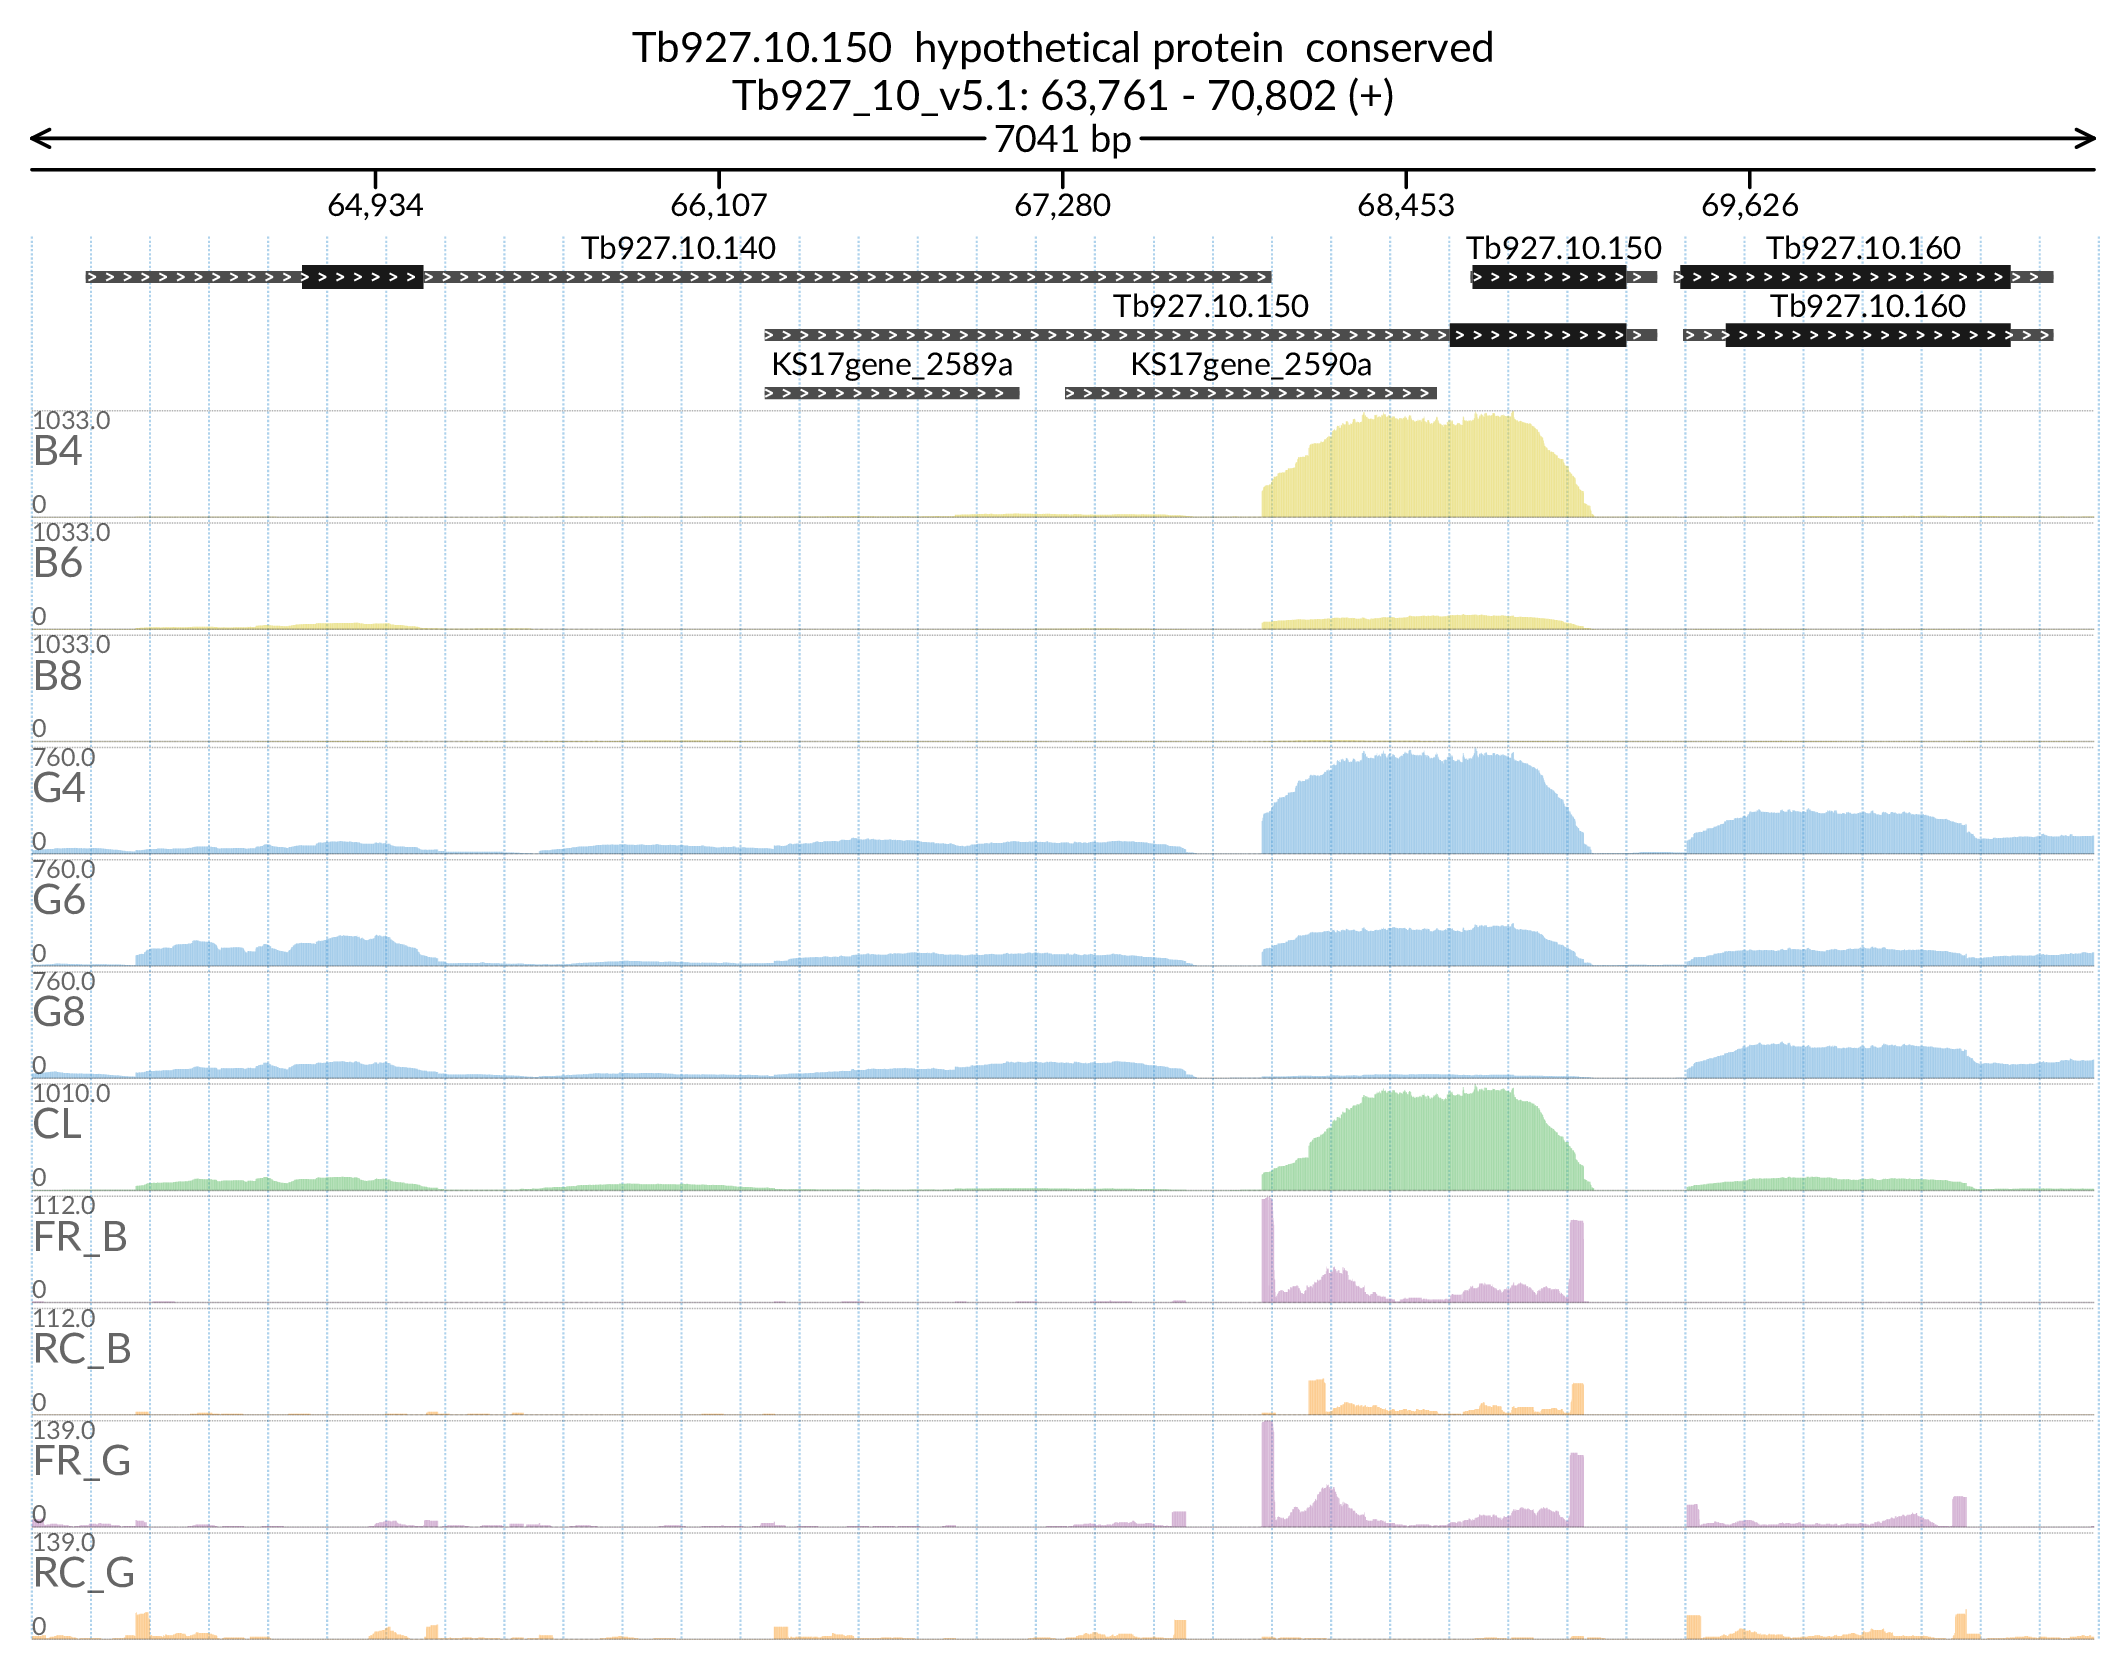 Tb927.10.150  hypothetical protein  conserved
Tb927_10_v5.1: 63,761 - 70,802 (+)
7041 bp
64,934 66,107 67,280 68,453 69,626
Tb927.10.140 Tb927.10.150 Tb927.10.160
Tb927.10.150 Tb927.10.160
KS17gene_2589a KS17gene_2590a
1033.0
B4
0
1033.0
B6
0
1033.0
B8
0
760.0
G4
0
760.0
G6
0
760.0
G8
0
1010.0
CL
0
112.0
FR_B
0
112.0
RC_B
0
139.0
FR_G
0
139.0
RC_G
0